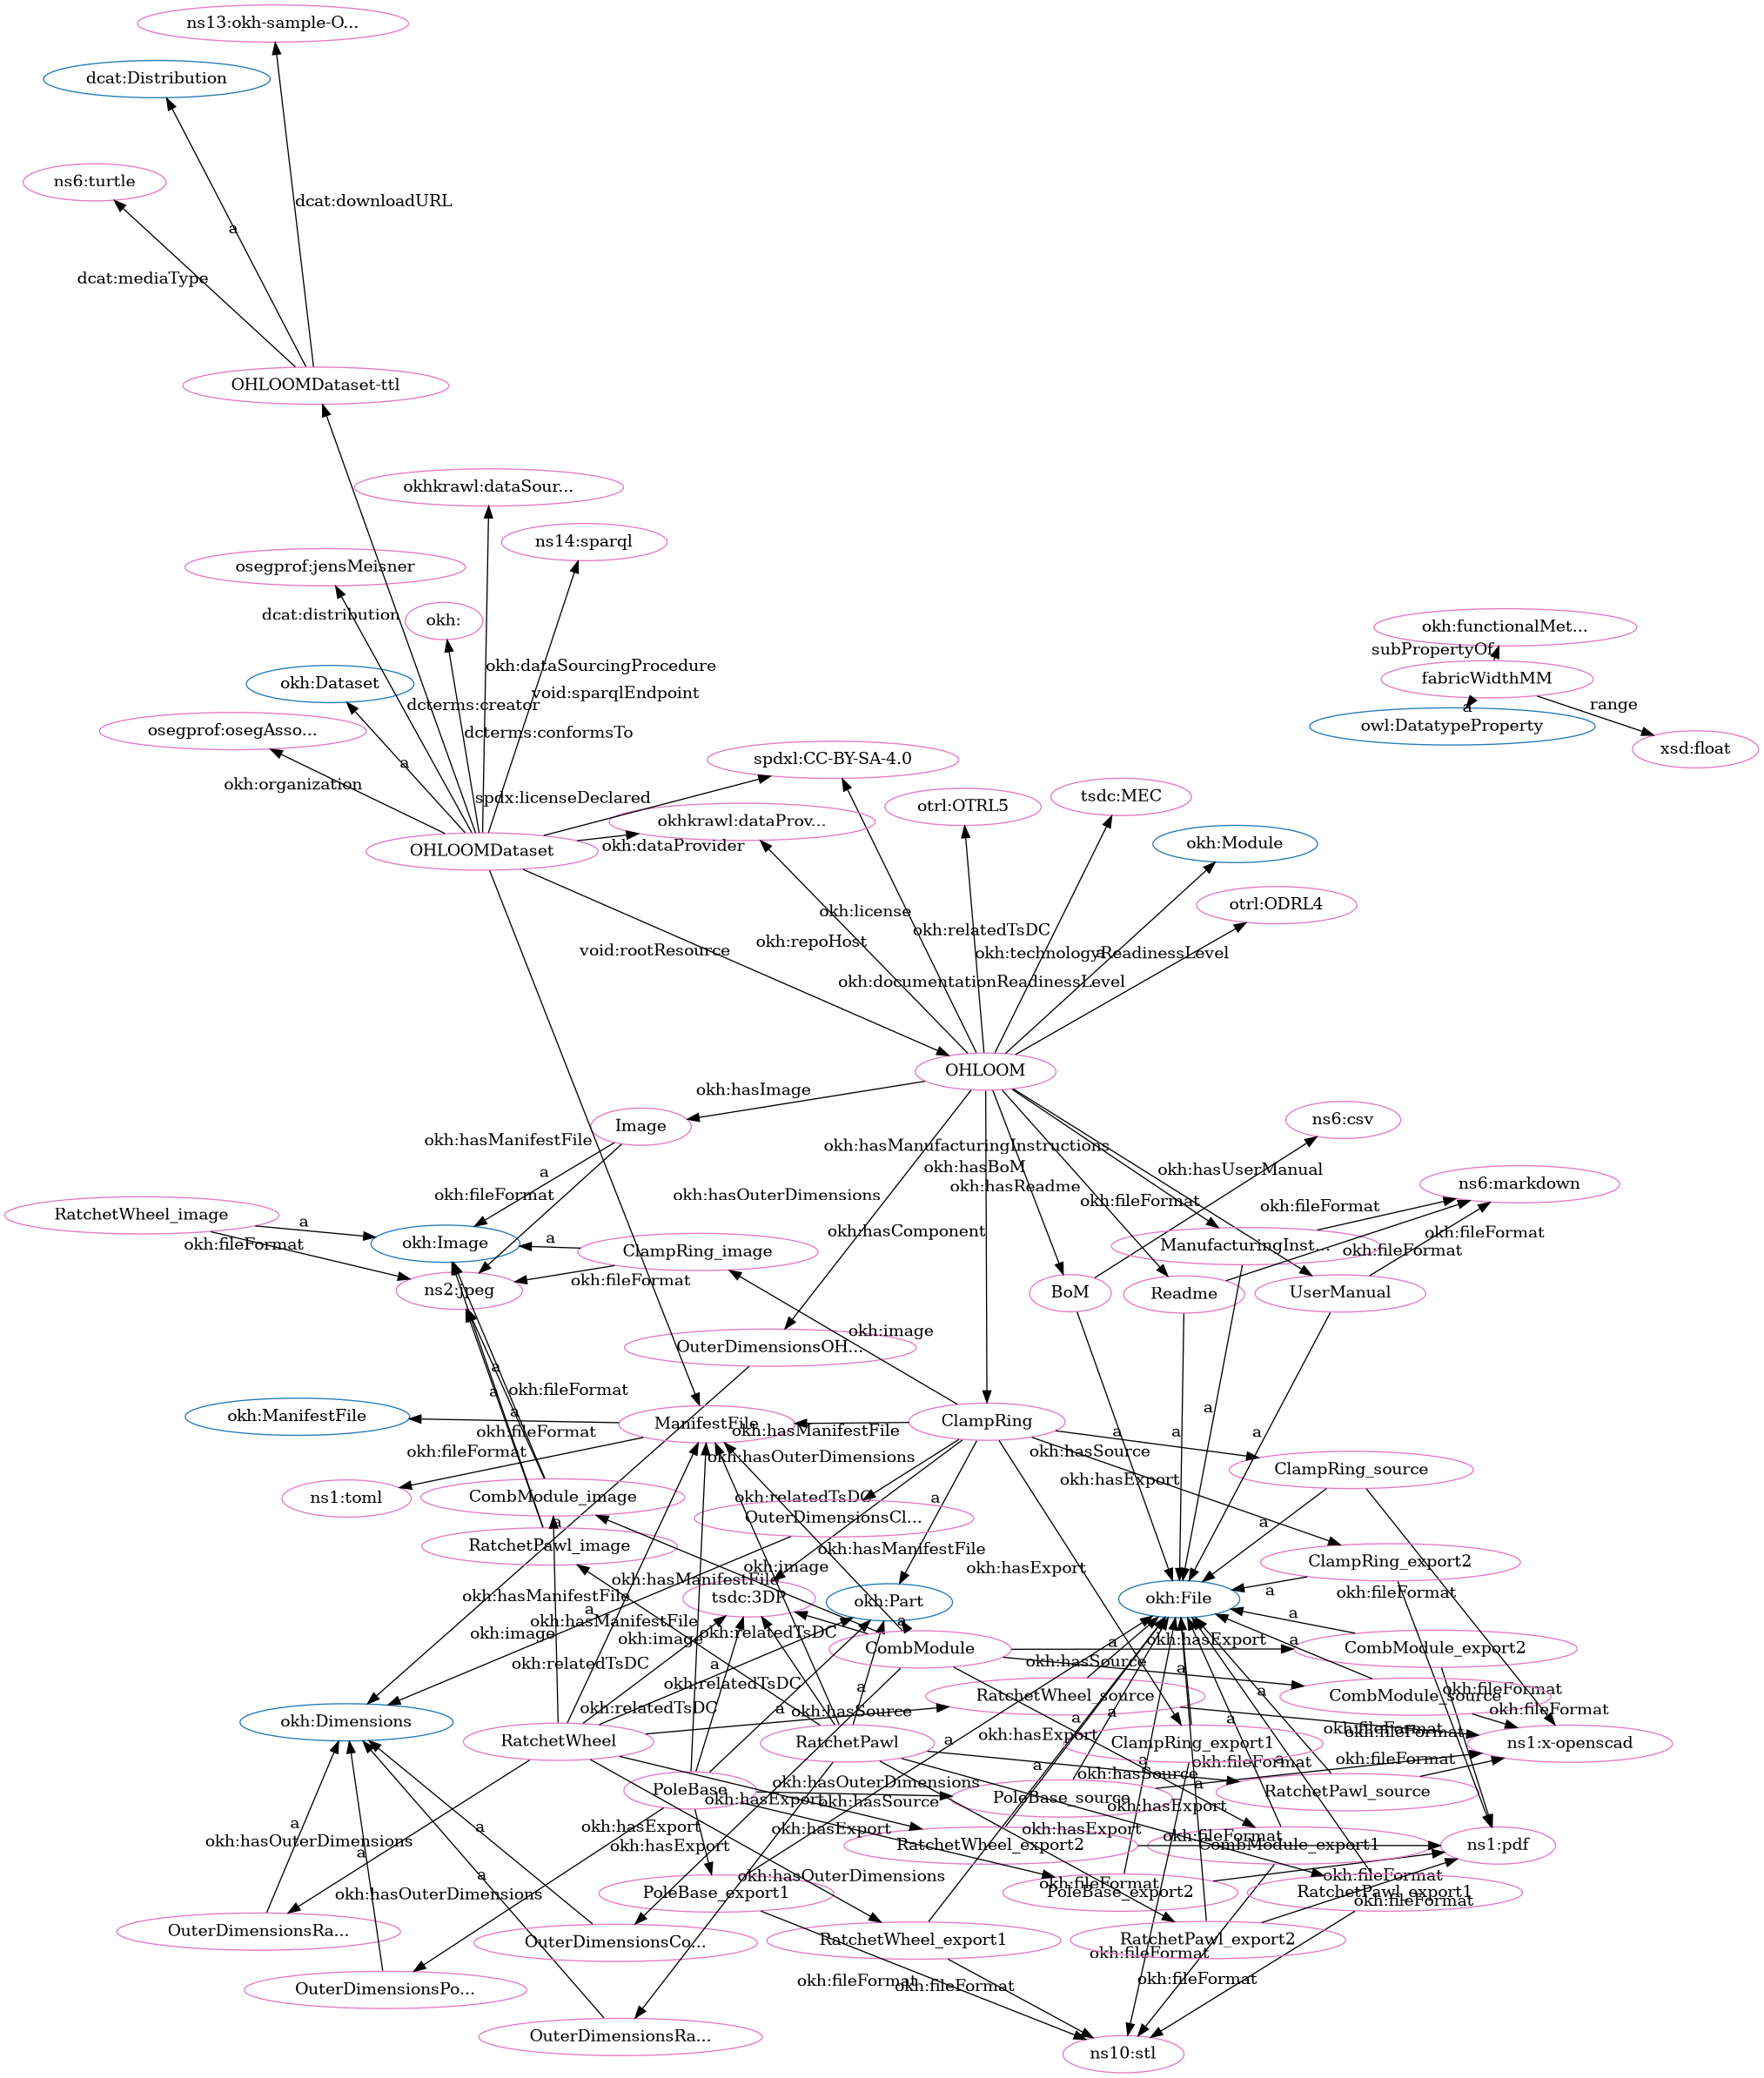 ns13:okh-sample-O...
dcat:Distribution
ns6:turtle
dcat:downloadURL
a
dcat:mediaType
OHLOOMDataset-ttl
okhkrawl:dataSour...
ns14:sparql
osegprof:jensMeisner
okh:
dcat:distribution
okh:functionalMet...
subPropertyOf
fabricWidthMM
range
a
owl:DatatypeProperty
xsd:float
okh:dataSourcingProcedure
okh:Dataset
void:sparqlEndpoint
dcterms:creator
osegprof:osegAsso...
dcterms:conformsTo
a
spdxl:CC-BY-SA-4.0
okh:organization
spdx:licenseDeclared
otrl:OTRL5
tsdc:MEC
okhkrawl:dataProv...
okh:Module
okh:dataProvider
OHLOOMDataset
otrl:ODRL4
okh:license
okh:relatedTsDC
okh:repoHost
void:rootResource
okh:technologyReadinessLevel
a
okh:documentationReadinessLevel
OHLOOM
okh:hasImage
Image
ns6:csv
okh:hasManifestFile
okh:hasManufacturingInstructions
okh:hasBoM
okh:hasUserManual
a
okh:hasReadme
ns6:markdown
okh:fileFormat
okh:hasOuterDimensions
okh:fileFormat
okh:fileFormat
RatchetWheel_image
a
okh:hasComponent
okh:fileFormat
okh:fileFormat
okh:Image
a
ClampRing_image
ManufacturingInst...
okh:fileFormat
okh:fileFormat
ns2:jpeg
BoM
Readme
UserManual
okh:image
OuterDimensionsOH...
a
a
okh:fileFormat
a
a
okh:ManifestFile
ManifestFile
ClampRing
okh:fileFormat
okh:hasManifestFile
a
a
okh:fileFormat
okh:hasOuterDimensions
okh:hasSource
okh:hasExport
ClampRing_source
ns1:toml
CombModule_image
okh:relatedTsDC
a
OuterDimensionsCl...
a
a
RatchetPawl_image
okh:hasManifestFile
okh:image
okh:hasExport
ClampRing_export2
okh:hasManifestFile
okh:hasManifestFile
tsdc:3DP
okh:Part
okh:File
a
okh:fileFormat
okh:hasManifestFile
a
okh:image
okh:image
okh:relatedTsDC
a
CombModule
a
okh:hasExport
a
a
CombModule_export2
okh:relatedTsDC
okh:relatedTsDC
a
okh:hasSource
a
okh:relatedTsDC
a
a
a
RatchetWheel_source
CombModule_source
okh:fileFormat
okh:fileFormat
okh:hasSource
okh:Dimensions
a
a
a
okh:fileFormat
okh:fileFormat
RatchetWheel
RatchetPawl
okh:hasExport
a
ClampRing_export1
ns1:x-openscad
a
okh:fileFormat
okh:fileFormat
a
okh:hasSource
okh:hasOuterDimensions
PoleBase
a
RatchetPawl_source
okh:hasExport
okh:hasSource
PoleBase_source
okh:hasExport
a
a
okh:hasExport
okh:hasExport
okh:hasExport
okh:fileFormat
okh:hasOuterDimensions
okh:hasExport
RatchetWheel_export2
CombModule_export1
ns1:pdf
a
a
okh:hasOuterDimensions
okh:fileFormat
okh:fileFormat
okh:hasOuterDimensions
PoleBase_export1
PoleBase_export2
RatchetPawl_export1
okh:fileFormat
OuterDimensionsRa...
OuterDimensionsCo...
RatchetWheel_export1
RatchetPawl_export2
okh:fileFormat
okh:fileFormat
okh:fileFormat
okh:fileFormat
OuterDimensionsPo...
OuterDimensionsRa...
ns10:stl